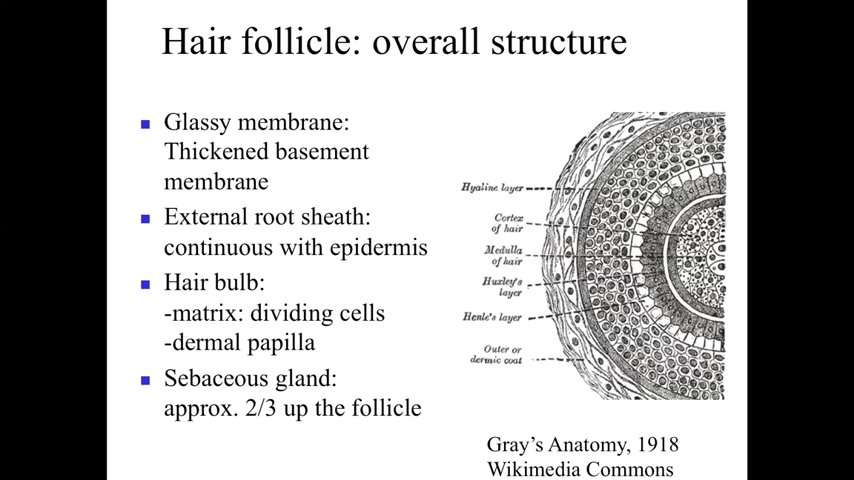 Hair follicle: overall structure
Glassy membrane:
Thickened basement
membrane
External root sheath:
continuous with epidermis
Hair bulb:
-matrix: dividing cells
-dermal papilla
Sebaceous gland:
approx. 2/3 up the follicle
Hyaline layer
Cortex
of hair
Medulla
of hair
Huxley's
layer
Henle's layer
Outer or
dermic coat
Gray’s Anatomy, 1918
Wikimedia Commons